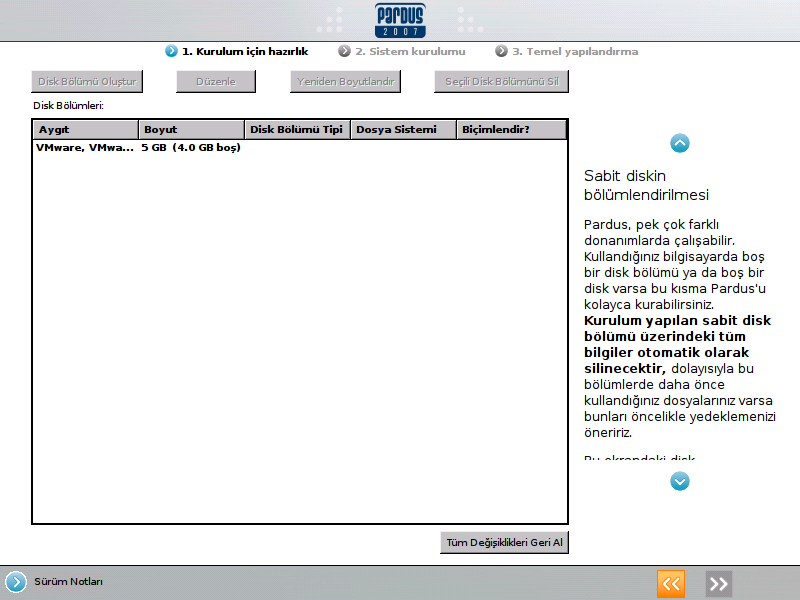 PARDUS
2007
1. Kurulum için hazırlık
2. Sistem kurulumu
3. Temel yapılandırma
Disk Bölümü Oluştur
Düzenle
Yeniden Boyutlandır
Seçili Disk Bölümünü Sil
Disk Bölümleri:
Aygıt Boyut Disk Bölümü Tipi Dosya Sistemi Biçimlendir?
VMware, VMwa... 5 GB (4.0 GB boş)
Sabit diskin
bölümlendirilmesi
Pardus, pek çok farklı
donanımlarda çalışabilir.
Kullandığınız bilgisayarda boş
bir disk bölümü ya da boş bir
disk varsa bu kısma Pardus'u
kolayca kurabilirsiniz.
Kurulum yapılan sabit disk
bölümü üzerindeki tüm
bilgiler otomatik olarak
silinecektir, dolayısıyla bu
bölümlerde daha önce
kullandığınız dosyalarınız varsa
bunları öncelikle yedeklemenizi
öneririz.
Bu ekrandaki disk
Tüm Değişiklikleri Geri Al
Sürüm Notları